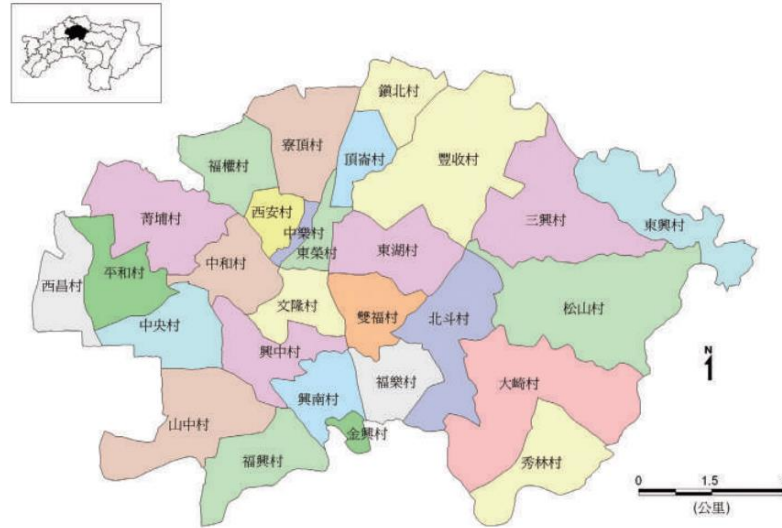 鎮北村
寮頂村
頂崙村
豐收村
福權村
三興村
東興村
菁埔村
西安村
中樂村
東榮村
東湖村
中和村
平和村
西昌村
文隆村
雙福村
北斗村
松山村
中央村
興中村
N
福樂村
大崎村
興南村
山中村
金興村
福興村
秀林村
0 1.5
(公里)